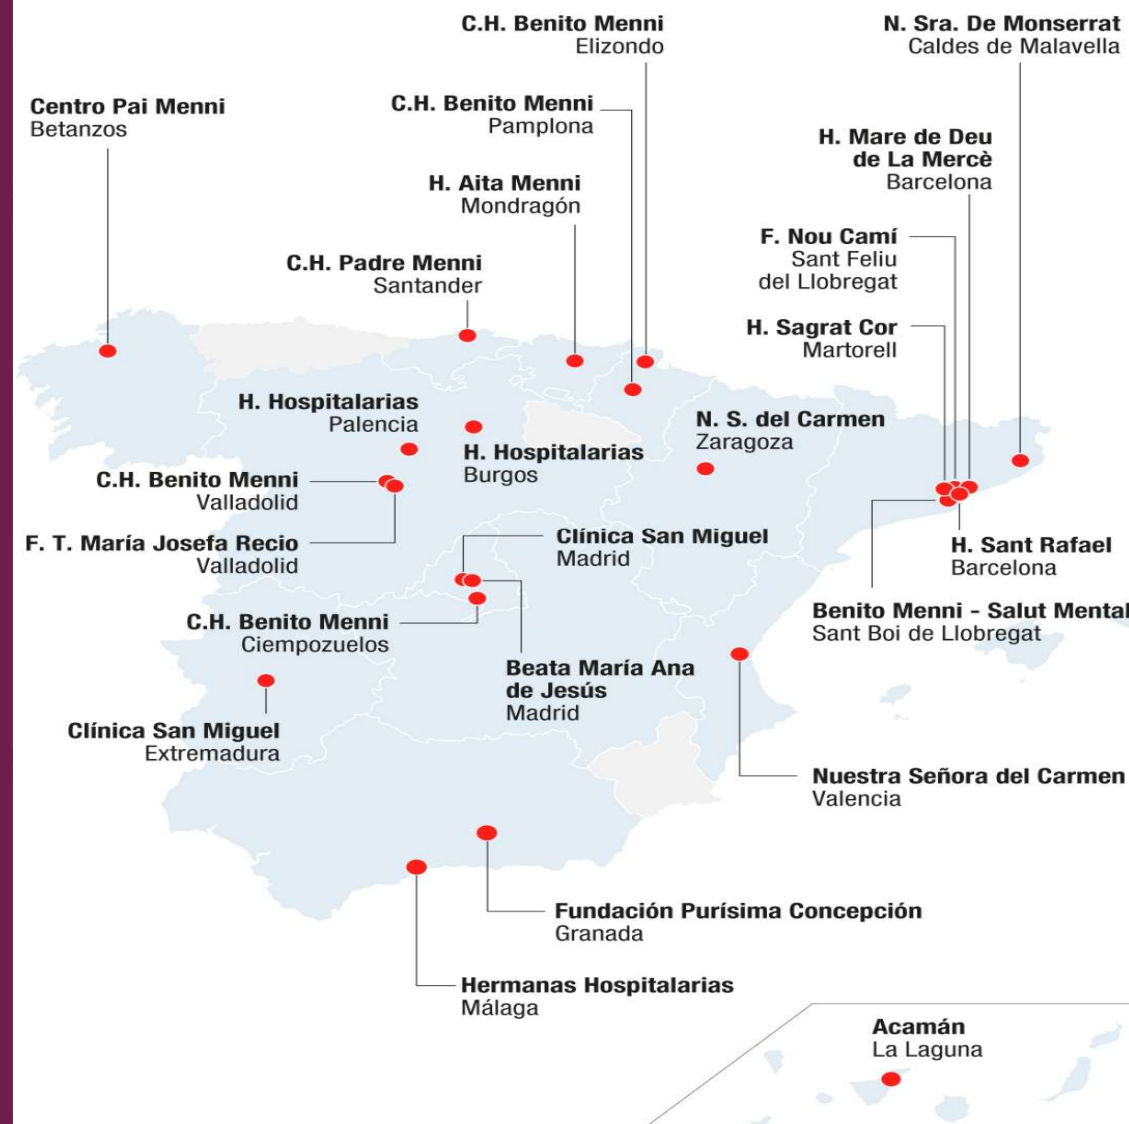 C.H. Benito Menni
Elizondo
N. Sra. De Monserrat
Caldes de Malavella
Centro Pai Menni
Betanzos
C.H. Benito Menni
Pamplona
H. Mare de Deu
de La Mercè
Barcelona
H. Aita Menni
Mondragón
F. Nou Camí
Sant Feliu
del Llobregat
C.H. Padre Menni
Santander
H. Sagrat Cor
Martorell
H. Hospitalarias
Palencia
N. S. del Carmen
Zaragoza
H. Hospitalarias
Burgos
C.H. Benito Menni
Valladolid
F. T. María Josefa Recio
Valladolid
Clínica San Miguel
Madrid
H. Sant Rafael
Barcelona
Benito Menni - Salut Mental
Sant Boi de Llobregat
C.H. Benito Menni
Ciempozuelos
Beata María Ana
de Jesús
Madrid
Clínica San Miguel
Extremadura
Nuestra Señora del Carmen
Valencia
Fundación Purísima Concepción
Granada
Hermanas Hospitalarias
Málaga
Acamán
La Laguna